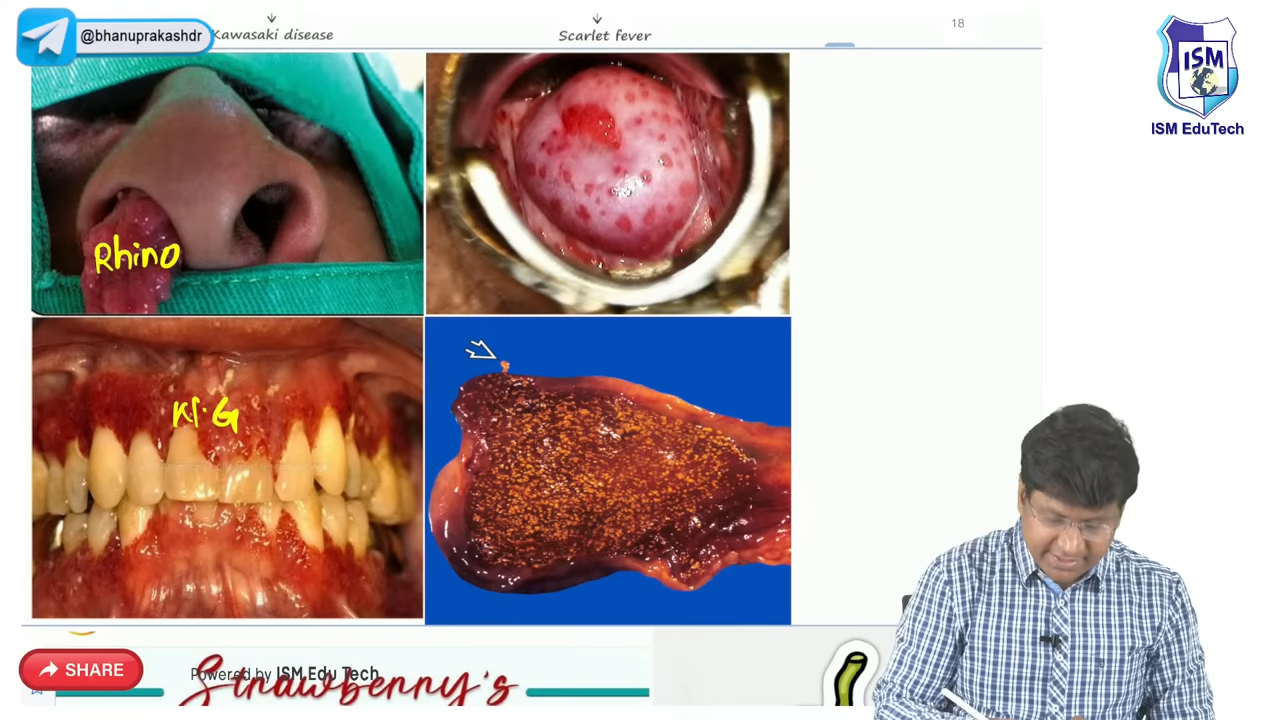 @bhanuprakashdr
Kawasaki disease
Scarlet fever
18
ISM
ISM EduTech
Rhino
SHARE
Powered by ISM Edu Tech
Strawberry's